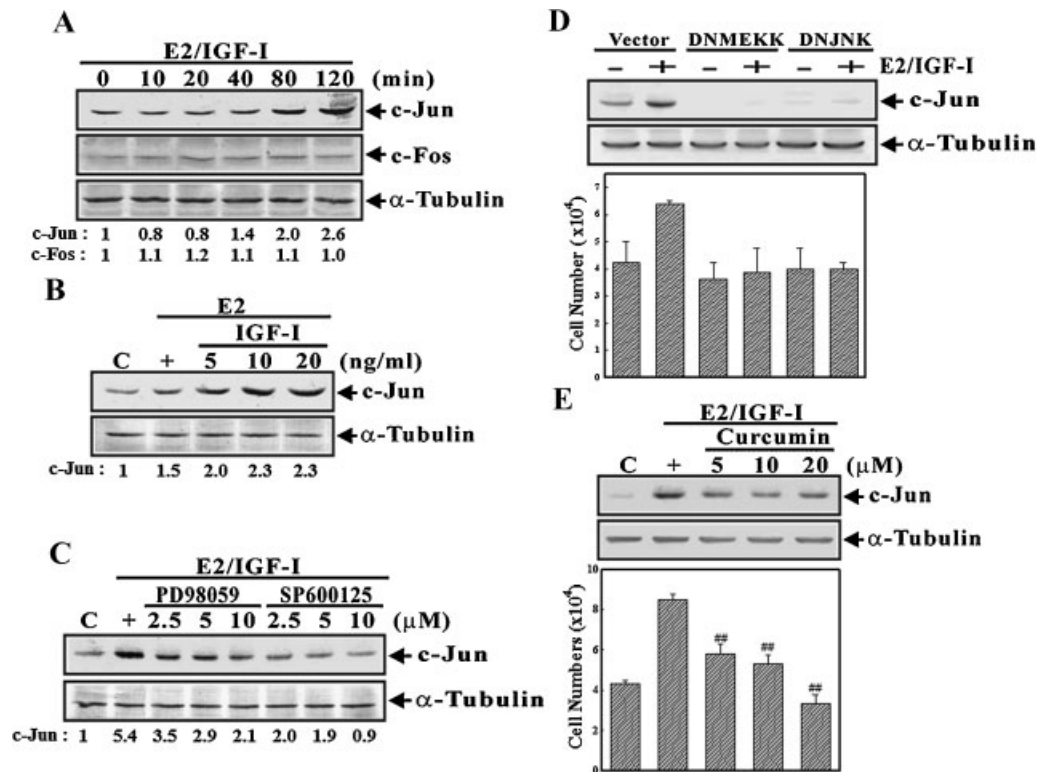 A
E2/IGF-I
0 10 20 40 80 120 (min)
c-Jun
c-Fos
α-Tubulin
c-Jun : 1 0.8 0.8 1.4 2.0 2.6
c-Fos : 1 1.1 1.2 1.1 1.1 1.0
B
E2
IGF-I
C + 5 10 20 (ng/ml)
c-Jun
α-Tubulin
c-Jun : 1 1.5 2.0 2.3 2.3
C
E2/IGF-I
PD98059 SP600125
C + 2.5 5 10 2.5 5 10 (μM)
c-Jun
α-Tubulin
c-Jun : 1 5.4 3.5 2.9 2.1 2.0 1.9 0.9
D
Vector DNMEKK DNJNK
− + − + − + E2/IGF-I
c-Jun
α-Tubulin
Cell Number (x10⁴)
7
6
5
4
3
2
1
0
E
E2/IGF-I
Curcumin
C + 5 10 20 (μM)
c-Jun
α-Tubulin
Cell Numbers (x10⁴)
10
8
6
4
2
0
## ## ##